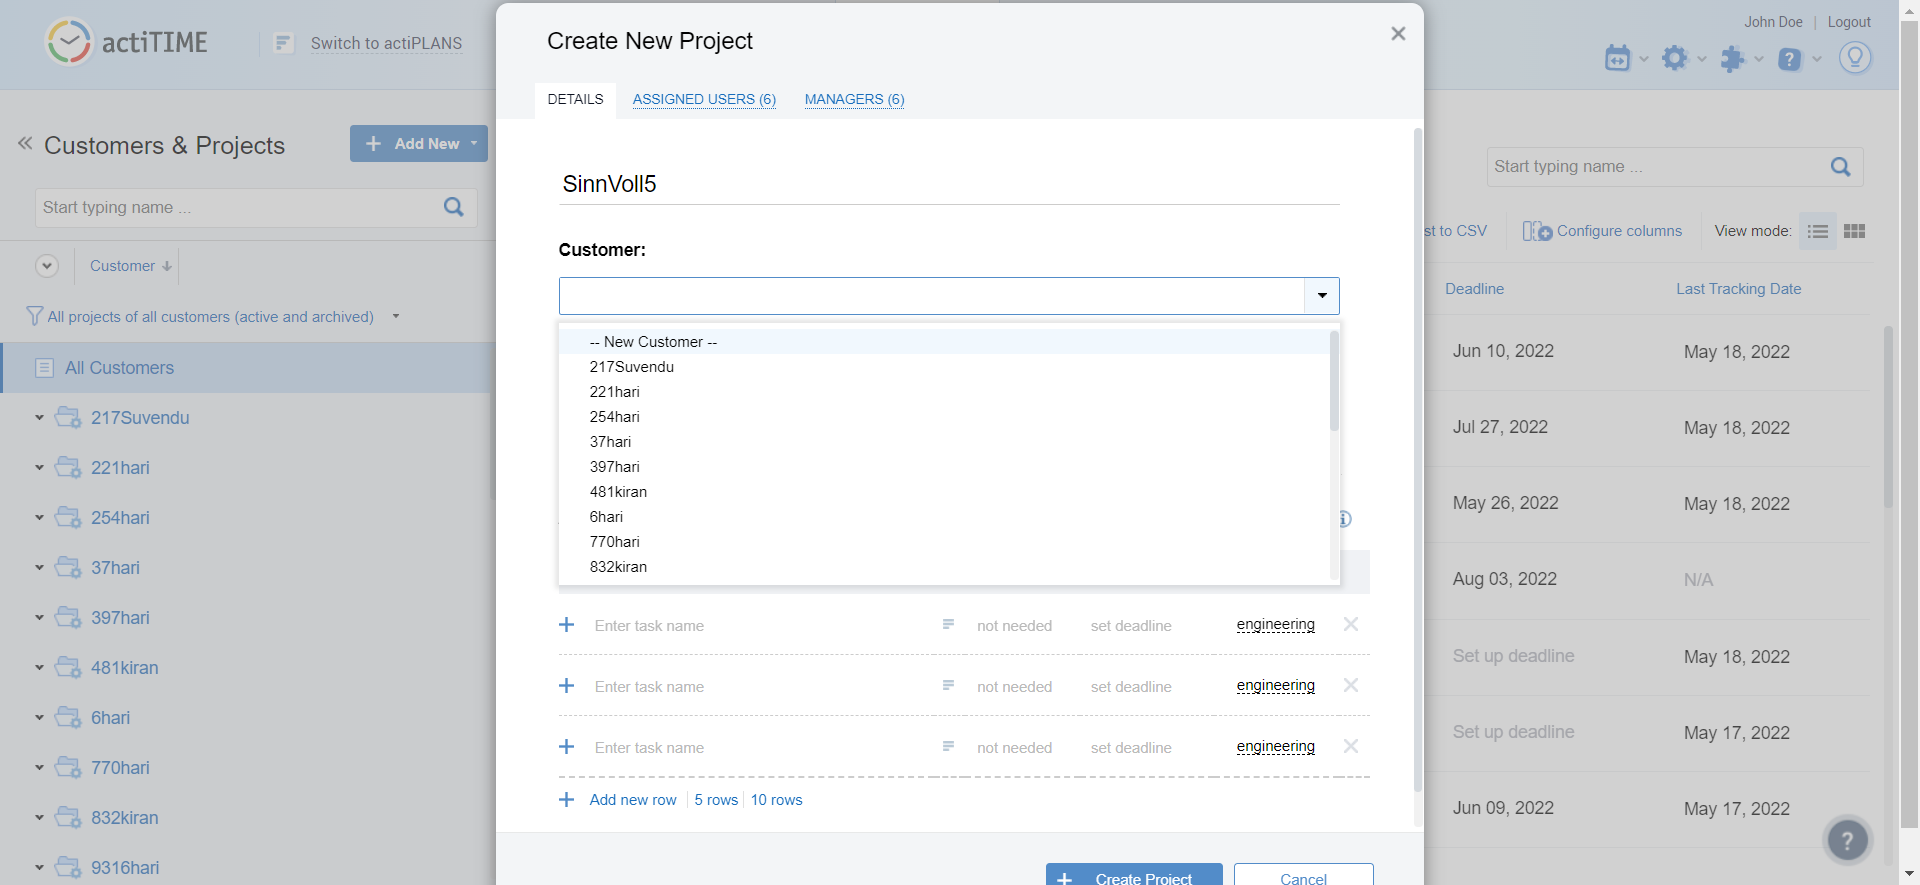 actiTIME
Switch to actiPLANS
John Doe | Logout
Customers & Projects
Add New
Start typing name ...
Customer
All projects of all customers (active and archived)
All Customers
217Suvendu
221hari
254hari
37hari
397hari
481kiran
6hari
770hari
832kiran
9316hari
Create New Project
DETAILS
ASSIGNED USERS (6)
MANAGERS (6)
SinnVoll5
Customer:
-- New Customer --
217Suvendu
221hari
254hari
37hari
397hari
481kiran
6hari
770hari
832kiran
Enter task name not needed set deadline engineering
Enter task name not needed set deadline engineering
Enter task name not needed set deadline engineering
Add new row 5 rows 10 rows
Create Project
Cancel
Start typing name ...
st to CSV
Configure columns
View mode:
Deadline Last Tracking Date
Jun 10, 2022 May 18, 2022
Jul 27, 2022 May 18, 2022
May 26, 2022 May 18, 2022
Aug 03, 2022 N/A
Set up deadline May 18, 2022
Set up deadline May 17, 2022
Jun 09, 2022 May 17, 2022